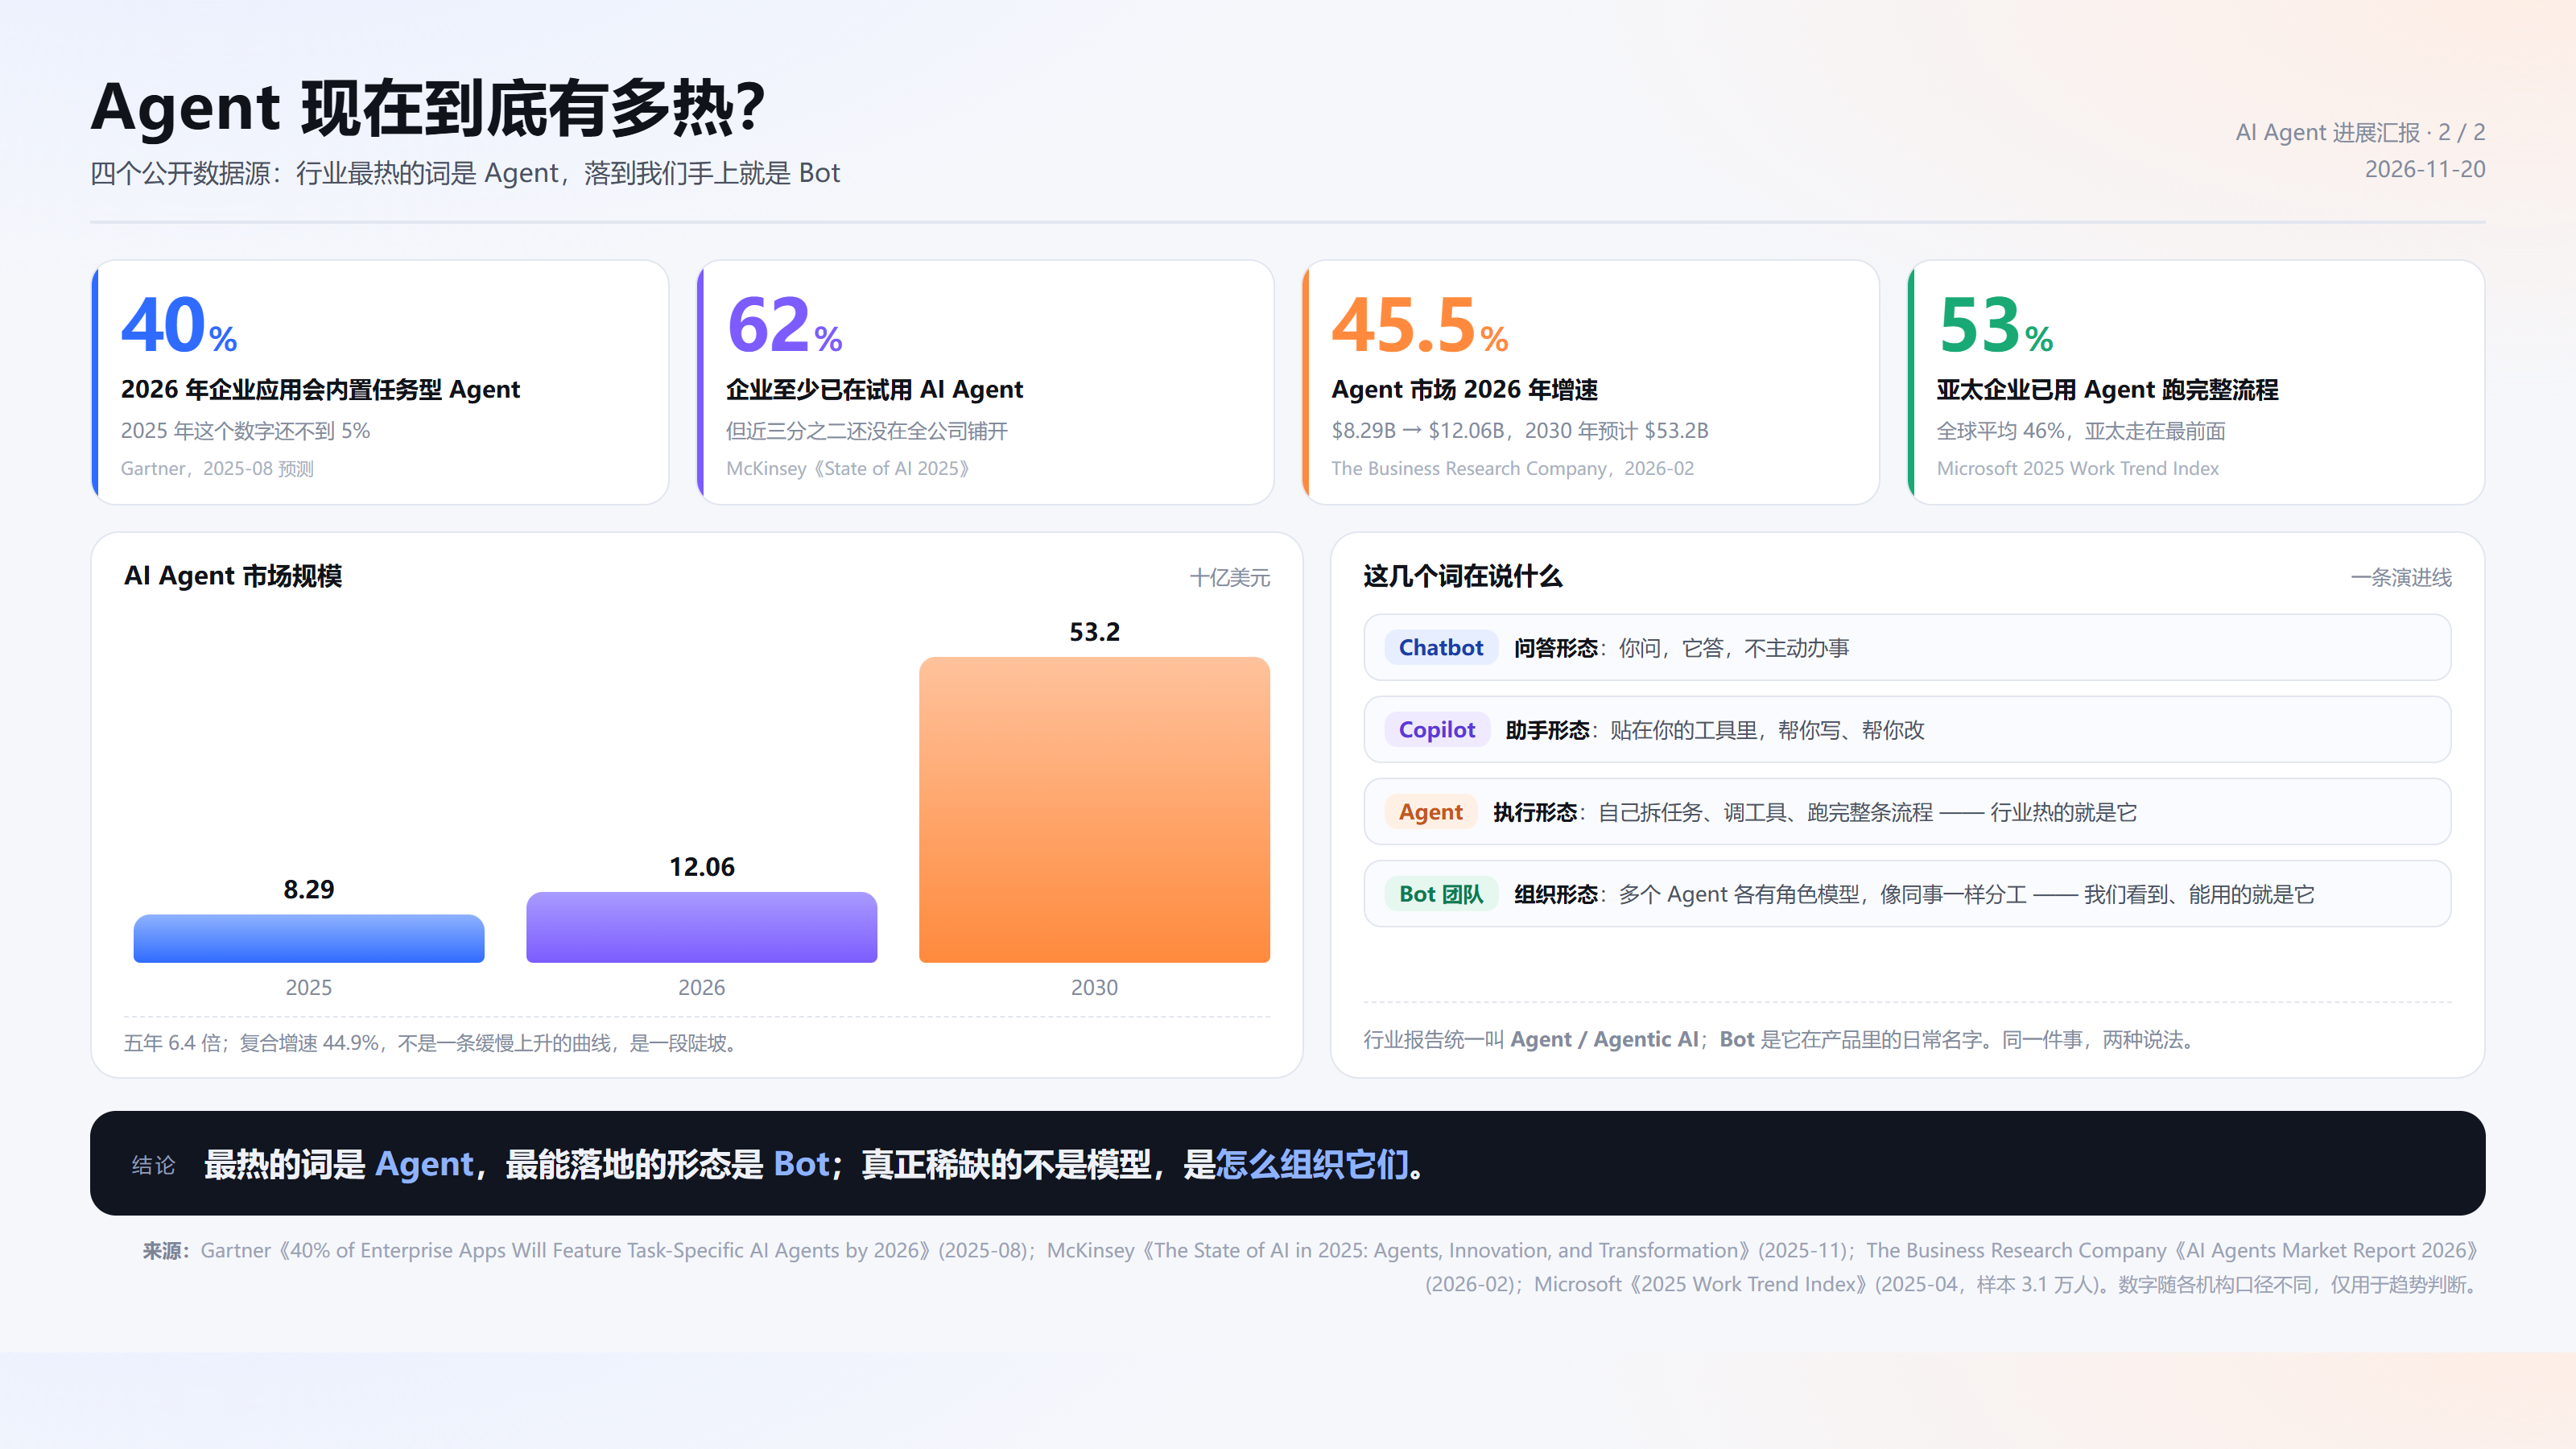 Agent 现在到底有多热？
四个公开数据源：行业最热的词是 Agent，落到我们手上就是 Bot
AI Agent 进展汇报 · 2 / 2
2026-11-20
40%
2026 年企业应用会内置任务型 Agent
2025 年这个数字还不到 5%
Gartner，2025-08 预测
62%
企业至少已在试用 AI Agent
但近三分之二还没在全公司铺开
McKinsey《State of AI 2025》
45.5%
Agent 市场 2026 年增速
$8.29B → $12.06B，2030 年预计 $53.2B
The Business Research Company，2026-02
53%
亚太企业已用 Agent 跑完整流程
全球平均 46%，亚太走在最前面
Microsoft 2025 Work Trend Index
AI Agent 市场规模
十亿美元
8.29
12.06
53.2
2025
2026
2030
五年 6.4 倍；复合增速 44.9%，不是一条缓慢上升的曲线，是一段陡坡。
这几个词在说什么
一条演进线
Chatbot 问答形态：你问，它答，不主动办事
Copilot 助手形态：贴在你的工具里，帮你写、帮你改
Agent 执行形态：自己拆任务、调工具、跑完整条流程 —— 行业热的就是它
Bot 团队 组织形态：多个 Agent 各有角色模型，像同事一样分工 —— 我们看到、能用的就是它
行业报告统一叫 Agent / Agentic AI；Bot 是它在产品里的日常名字。同一件事，两种说法。
结论 最热的词是 Agent，最能落地的形态是 Bot；真正稀缺的不是模型，是怎么组织它们。
来源：Gartner《40% of Enterprise Apps Will Feature Task-Specific AI Agents by 2026》(2025-08)；McKinsey《The State of AI in 2025: Agents, Innovation, and Transformation》(2025-11)；The Business Research Company《AI Agents Market Report 2026》
(2026-02)；Microsoft《2025 Work Trend Index》(2025-04，样本 3.1 万人)。数字随各机构口径不同，仅用于趋势判断。